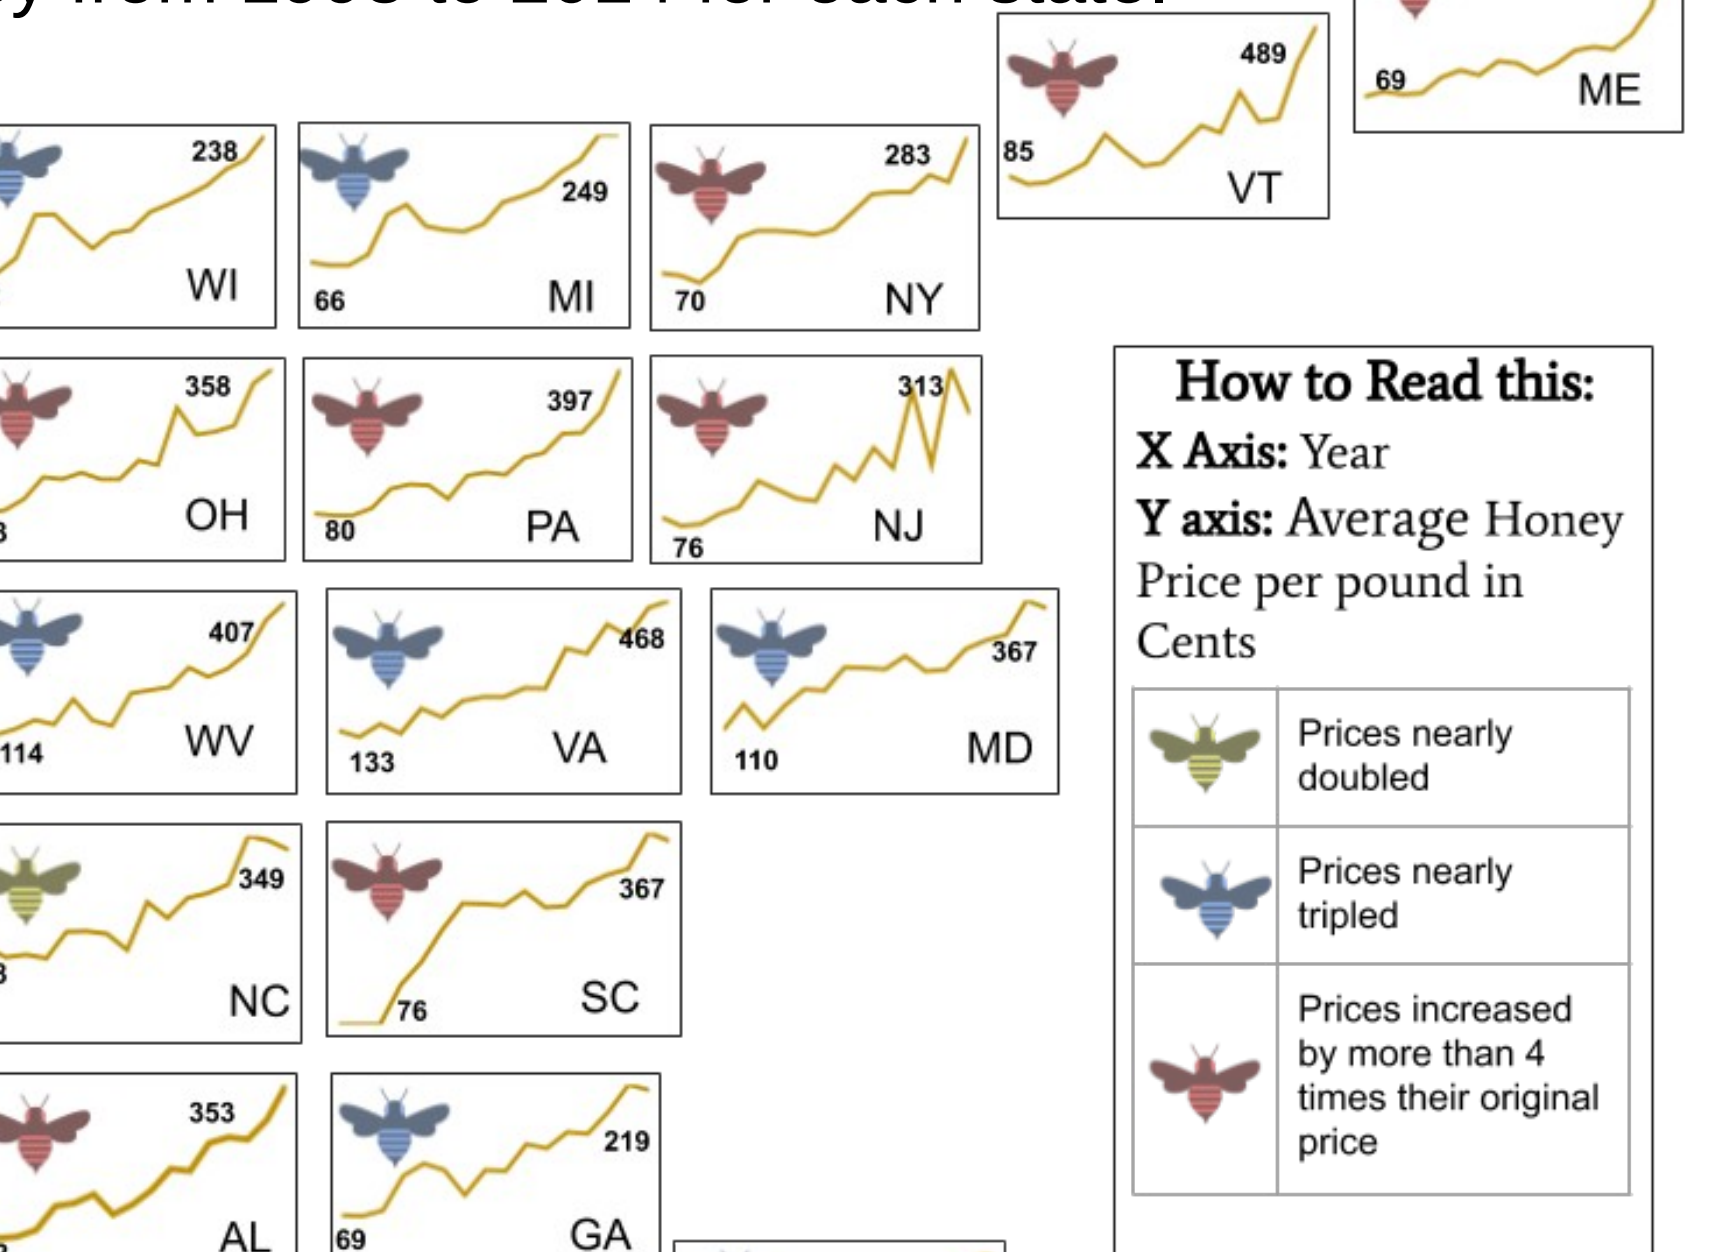 489
69
ME
85
VT
238
WI
249
66
MI
283
70
NY
358
OH
397
80
PA
313
76
NJ
How to Read this:
X Axis: Year
Y axis: Average Honey
Price per pound in
Cents
407
114
WV
468
133
VA
367
110
MD
Prices nearly
doubled
Prices nearly
tripled
Prices increased
by more than 4
times their original
price
349
NC
367
76
SC
353
AL
219
69
GA